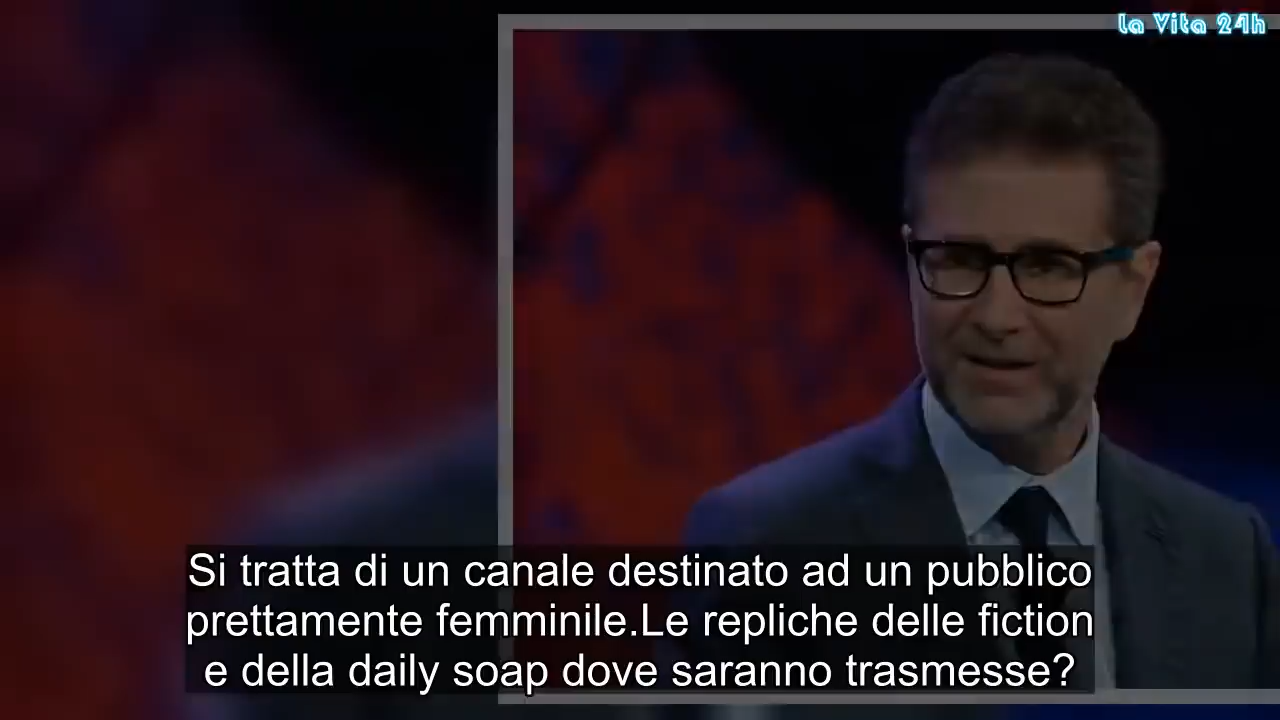 La Vita 24h
Si tratta di un canale destinato ad un pubblico
prettamente femminile.Le repliche delle fiction
e della daily soap dove saranno trasmesse?